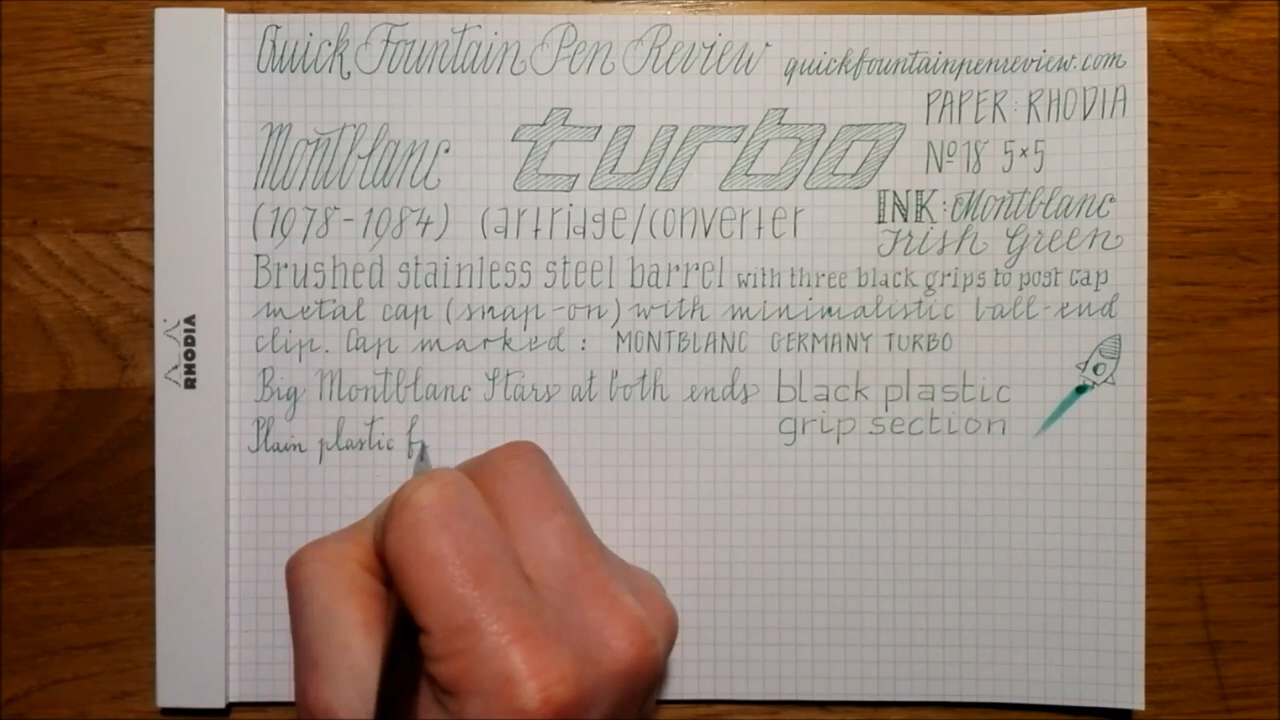 Quick Fountain Pen Review quickfountainpenreview.com
PAPER: RHODIA
Nº18 5×5
Montblanc turbo
INK: Montblanc
Irish Green
(1978-1984) Cartridge/converter
Brushed stainless steel barrel with three black grips to post cap
metal cap (snap-on) with minimalistic ball-end
clip. Cap marked: MONTBLANC GERMANY TURBO
Big Montblanc Stars at both ends
black plastic
grip section
Plain plastic
RHODIA